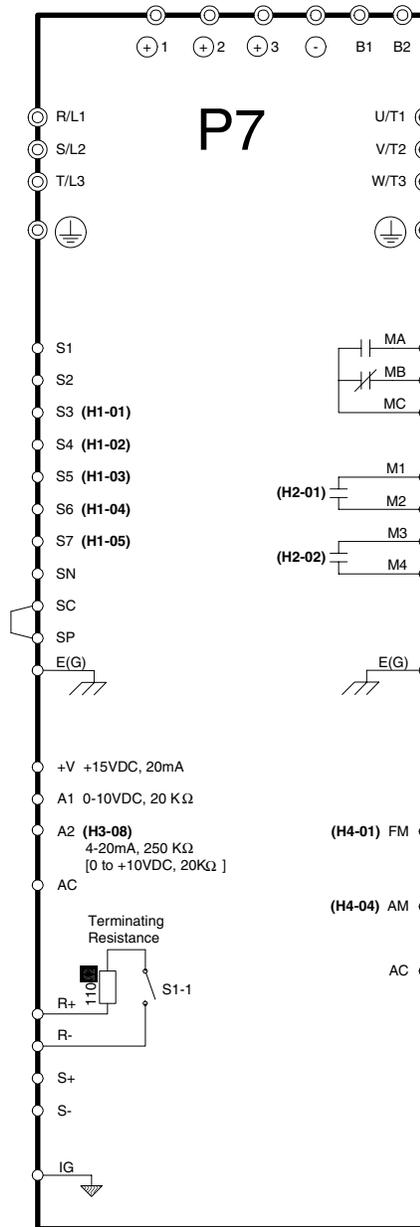 + 1 + 2 + 3 - B1 B2
P7
R/L1 U/T1
S/L2 V/T2
T/L3 W/T3
S1 MA
S2 MB
S3 (H1-01) MC
S4 (H1-02)
S5 (H1-03) M1
(H2-01)
S6 (H1-04) M2
S7 (H1-05) M3
(H2-02)
SN M4
SC
SP
E(G) E(G)
+V +15VDC, 20mA
A1 0-10VDC, 20 KΩ
A2 (H3-08) (H4-01) FM
4-20mA, 250 KΩ
[0 to +10VDC, 20KΩ ]
AC
(H4-04) AM
Terminating
Resistance
AC
110Ω
S1-1
R+
R-
S+
S-
IG